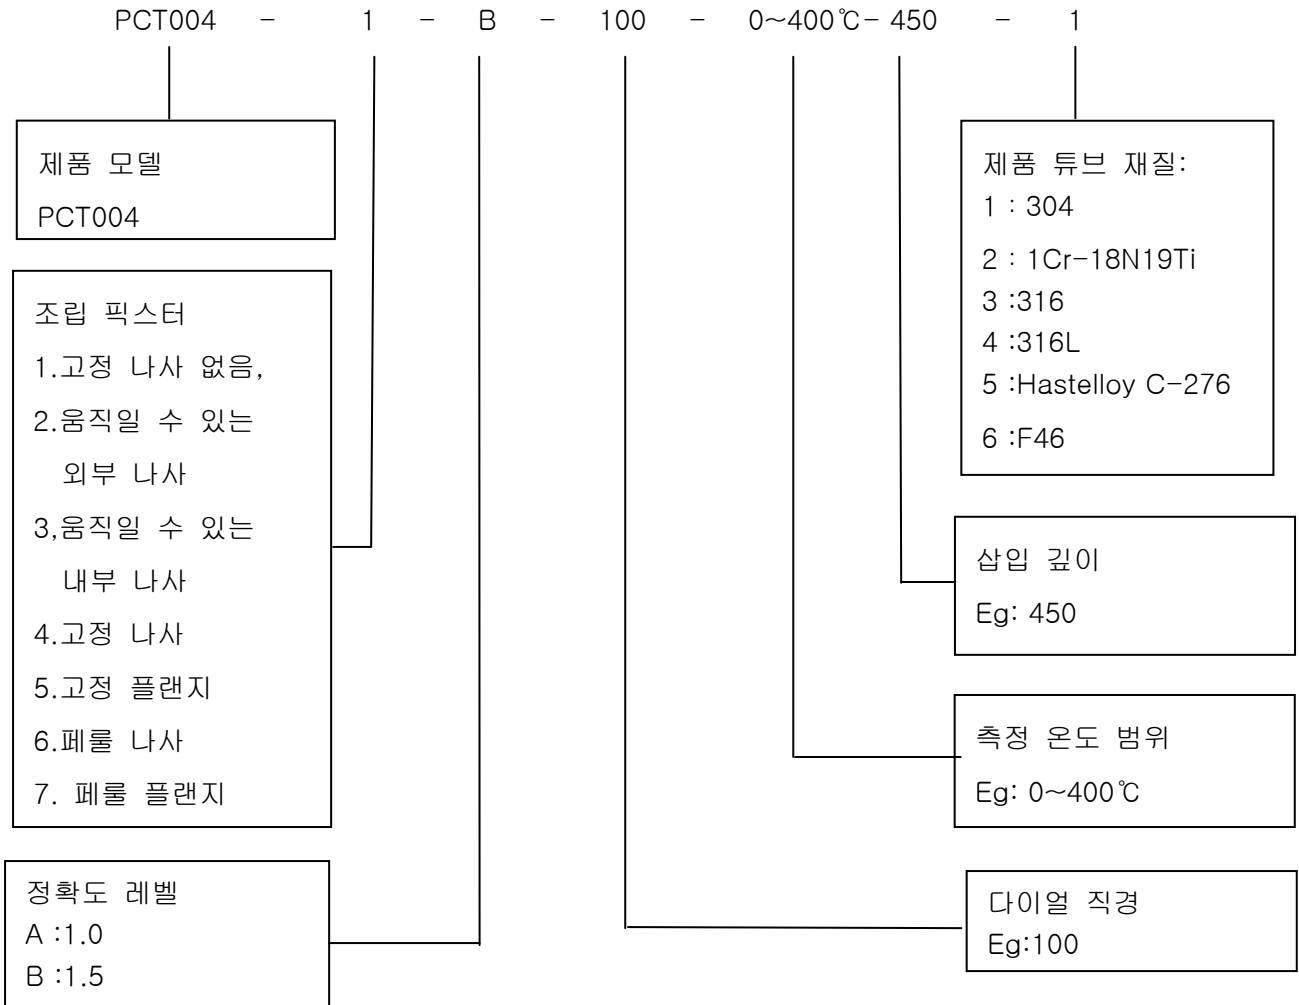 PCT004 - 1 - B - 100 - 0~400℃- 450 - 1
제품 모델
PCT004
조립 픽스터
1.고정 나사 없음,
2.움직일 수 있는
외부 나사
3,움직일 수 있는
내부 나사
4.고정 나사
5.고정 플랜지
6.페룰 나사
7. 페룰 플랜지
정확도 레벨
A :1.0
B :1.5
제품 튜브 재질:
1 : 304
2 : 1Cr-18N19Ti
3 :316
4 :316L
5 :Hastelloy C-276
6 :F46
삽입 깊이
Eg: 450
측정 온도 범위
Eg: 0~400℃
다이얼 직경
Eg:100